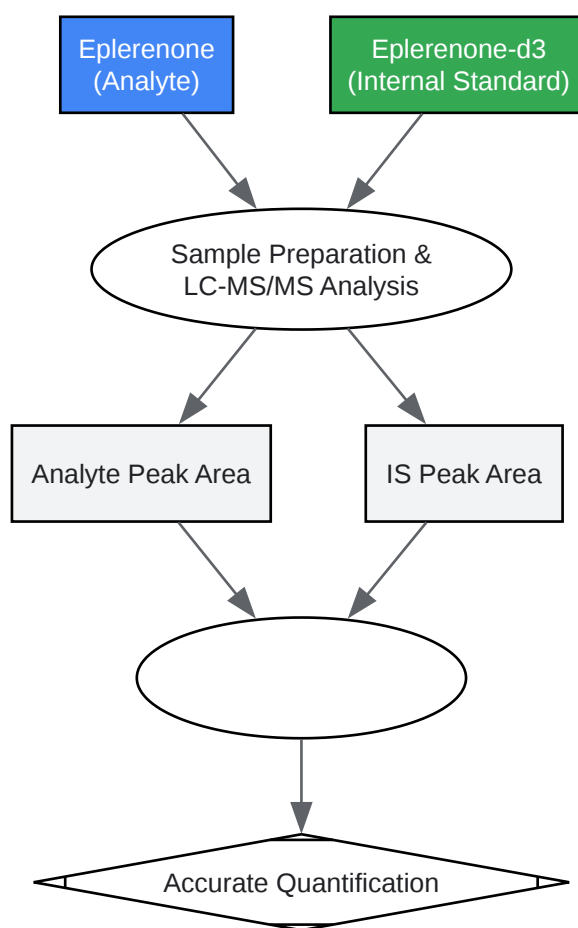 Eplerenone
(Analyte)
Eplerenone-d3
(Internal Standard)
Sample Preparation &
LC-MS/MS Analysis
Analyte Peak Area
IS Peak Area
Accurate Quantification